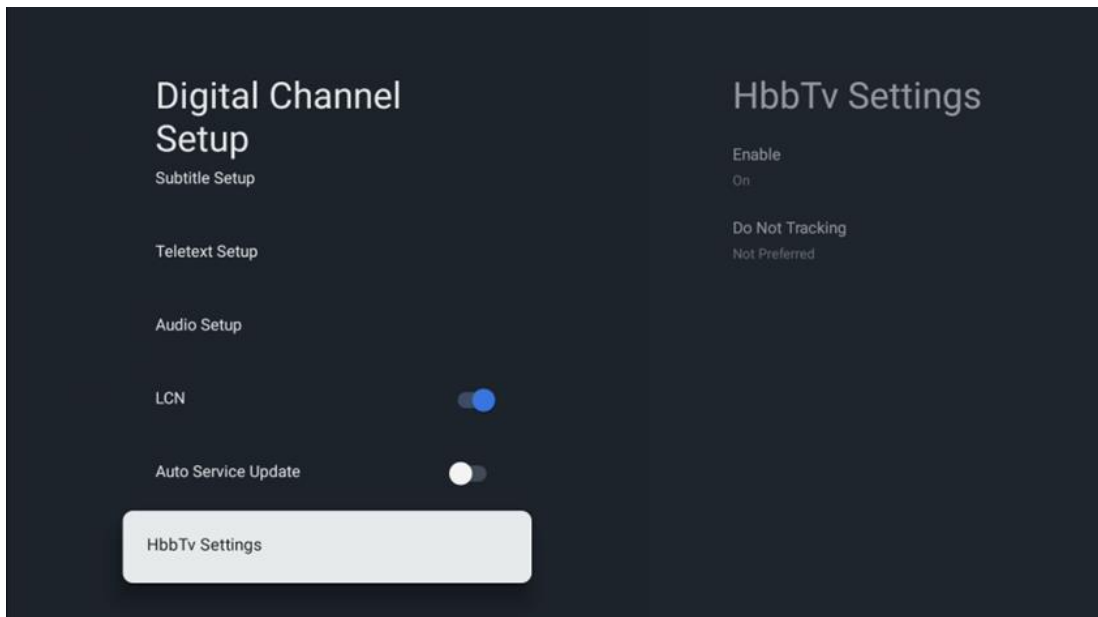 Digital Channel
Setup
Subtitle Setup
Teletext Setup
Audio Setup
LCN
Auto Service Update
HbbTv Settings
HbbTv Settings
Enable
On
Do Not Tracking
Not Preferred